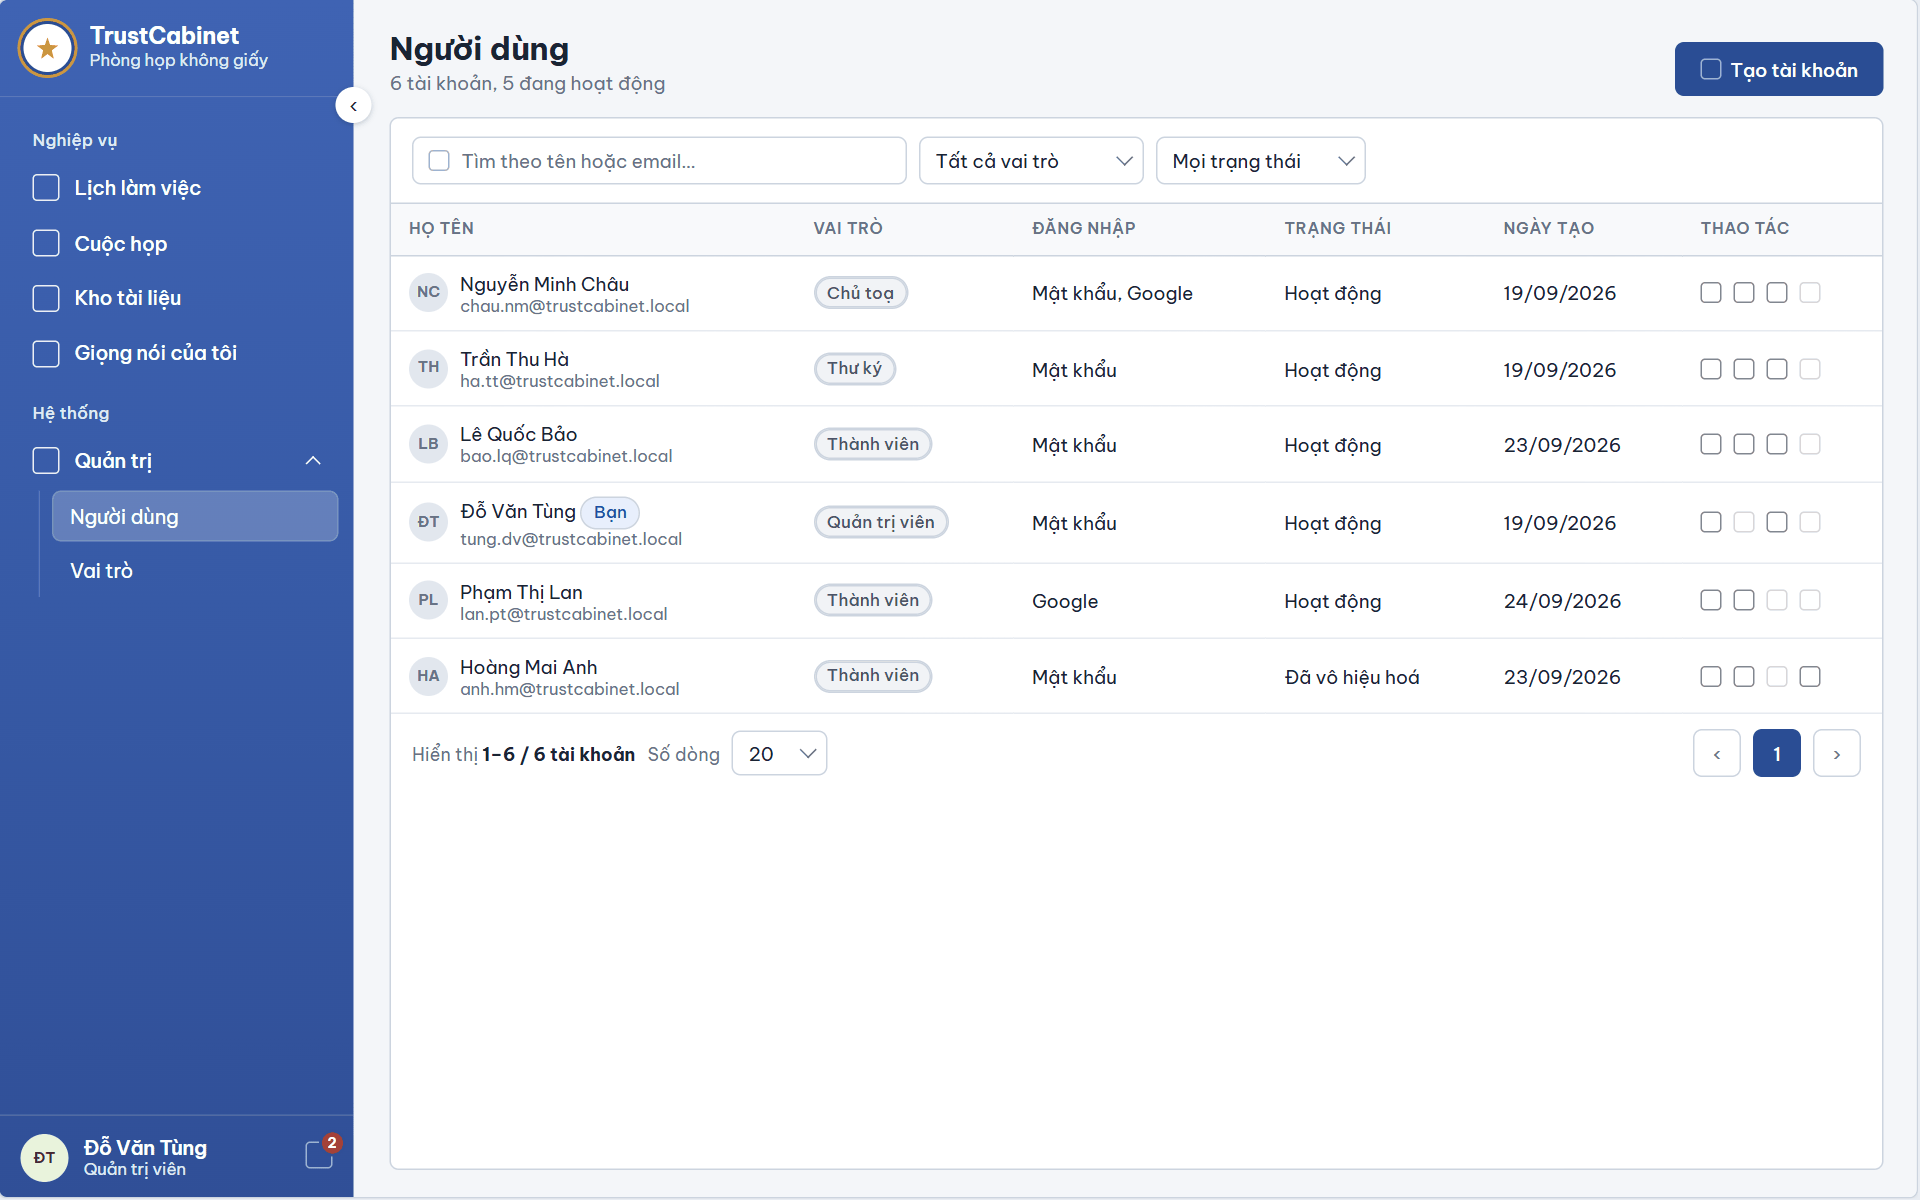 TrustCabinet
Phòng họp không giấy
Nghiệp vụ
Lịch làm việc
Cuộc họp
Kho tài liệu
Giọng nói của tôi
Hệ thống
Quản trị
Người dùng
Vai trò
ĐT
Đỗ Văn Tùng
Quản trị viên
2
Người dùng
6 tài khoản, 5 đang hoạt động
Tạo tài khoản
Tìm theo tên hoặc email...
Tất cả vai trò
Mọi trạng thái
HỌ TÊN VAI TRÒ ĐĂNG NHẬP TRẠNG THÁI NGÀY TẠO THAO TÁC
NC Nguyễn Minh Châu Chủ toạ Mật khẩu, Google Hoạt động 19/09/2026
chau.nm@trustcabinet.local
TH Trần Thu Hà Thư ký Mật khẩu Hoạt động 19/09/2026
ha.tt@trustcabinet.local
LB Lê Quốc Bảo Thành viên Mật khẩu Hoạt động 23/09/2026
bao.lq@trustcabinet.local
ĐT Đỗ Văn Tùng Bạn Quản trị viên Mật khẩu Hoạt động 19/09/2026
tung.dv@trustcabinet.local
PL Phạm Thị Lan Thành viên Google Hoạt động 24/09/2026
lan.pt@trustcabinet.local
HA Hoàng Mai Anh Thành viên Mật khẩu Đã vô hiệu hoá 23/09/2026
anh.hm@trustcabinet.local
Hiển thị 1–6 / 6 tài khoản Số dòng 20 ‹ 1 ›